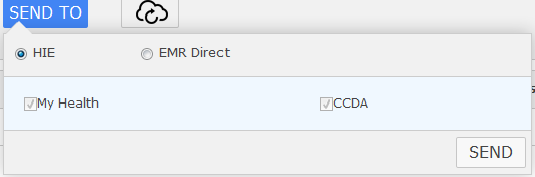 SEND TO
HIE EMR Direct
My Health CCDA
SEND